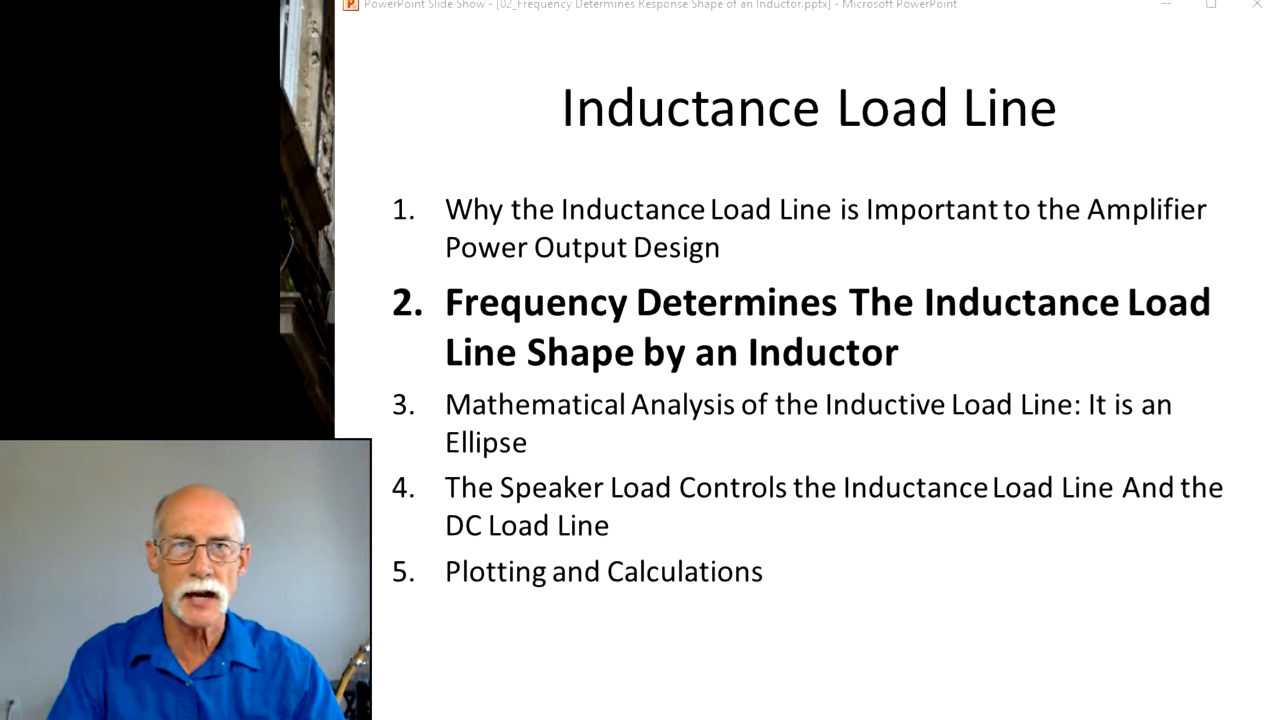 PowerPoint Slide Show - [02_Frequency Determines Response Shape of an Inductor.pptx] - Microsoft PowerPoint
Inductance Load Line
1. Why the Inductance Load Line is Important to the Amplifier
Power Output Design
2. Frequency Determines The Inductance Load
Line Shape by an Inductor
3. Mathematical Analysis of the Inductive Load Line: It is an
Ellipse
4. The Speaker Load Controls the Inductance Load Line And the
DC Load Line
5. Plotting and Calculations